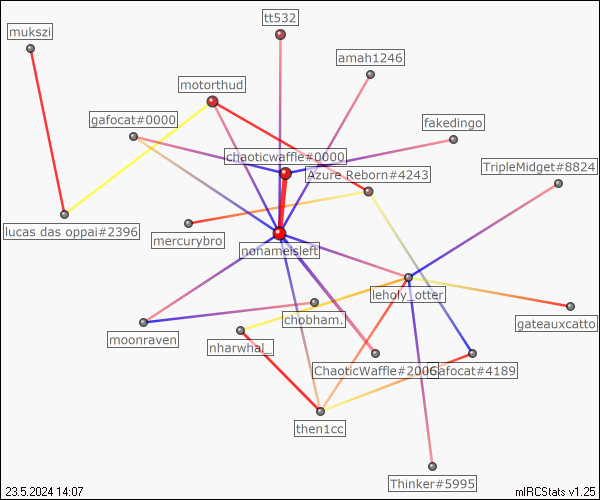 tt532
mukszi
amah1246
motorthud
gafocat#0000
fakedingo
chaoticwaffle#0000
TripleMidget#8824
Azure Reborn#4243
lucas das oppai#2396
mercurybro
nonameisleft
leholy_otter
chobham.
gateauxcatto
moonraven
nharwhal_
ChaoticWaffle#2006
Gafocat#4189
then1cc
Thinker#5995
23.5.2024 14:07
mIRCStats v1.25